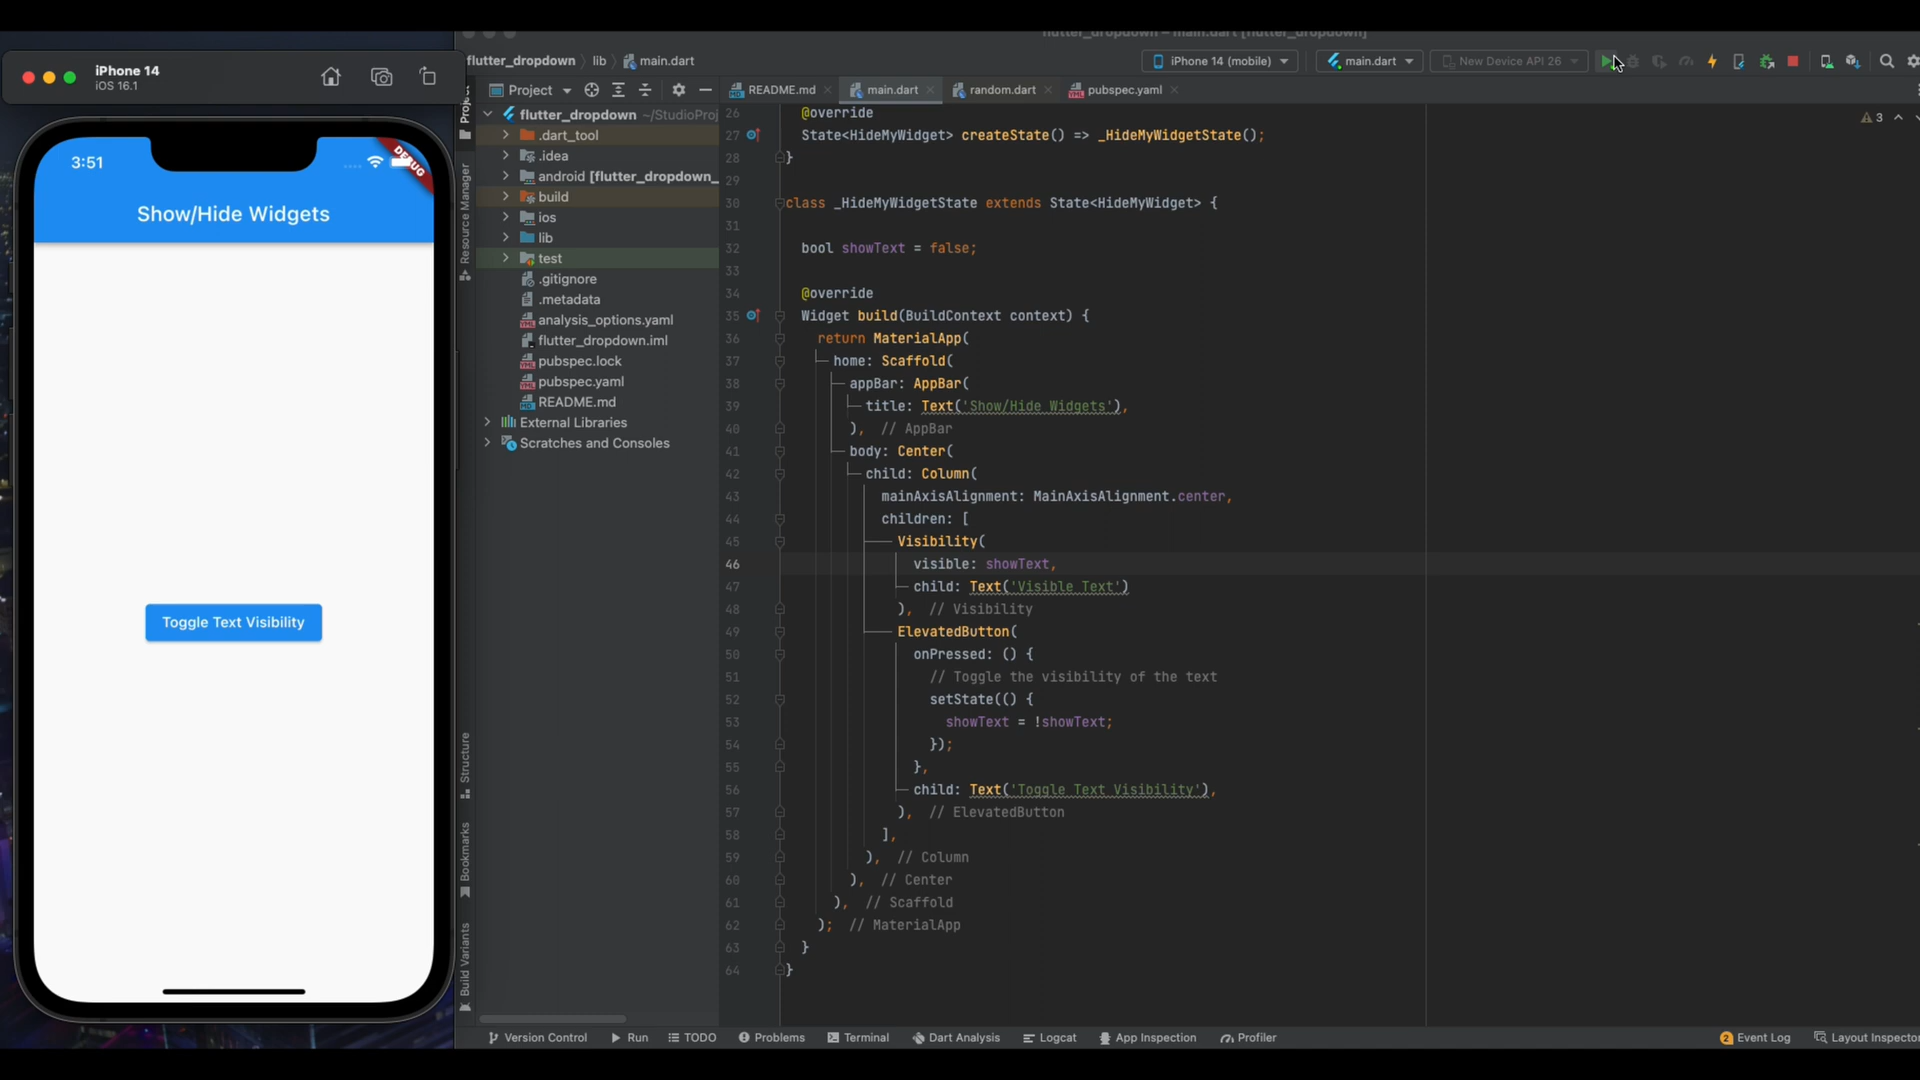 iPhone 14
iOS 16.1
3:51
DEBUG
Show/Hide Widgets
Toggle Text Visibility
flutter_dropdown – main.dart [flutter_dropdown]
flutter_dropdown
lib
main.dart
iPhone 14 (mobile)
main.dart
New Device API 26
Project
Project
README.md
main.dart
random.dart
pubspec.yaml
3
flutter_dropdown ~/StudioProj
.dart_tool
.idea
android [flutter_dropdown_
build
ios
lib
test
.gitignore
.metadata
analysis_options.yaml
flutter_dropdown.iml
pubspec.lock
pubspec.yaml
README.md
External Libraries
Scratches and Consoles
Resource Manager
Structure
Bookmarks
Build Variants
26 @override
27 State<HideMyWidget> createState() => _HideMyWidgetState();
28 }
29
30 class _HideMyWidgetState extends State<HideMyWidget> {
31
32 bool showText = false;
33
34 @override
35 Widget build(BuildContext context) {
36 return MaterialApp(
37 home: Scaffold(
38 appBar: AppBar(
39 title: Text('Show/Hide Widgets'),
40 ), // AppBar
41 body: Center(
42 child: Column(
43 mainAxisAlignment: MainAxisAlignment.center,
44 children: [
45 Visibility(
46 visible: showText,
47 child: Text('Visible Text')
48 ), // Visibility
49 ElevatedButton(
50 onPressed: () {
51 // Toggle the visibility of the text
52 setState(() {
53 showText = !showText;
54 });
55 },
56 child: Text('Toggle Text Visibility'),
57 ), // ElevatedButton
58 ],
59 ), // Column
60 ), // Center
61 ), // Scaffold
62 ); // MaterialApp
63 }
64 }
Version Control
Run
TODO
Problems
Terminal
Dart Analysis
Logcat
App Inspection
Profiler
2 Event Log
Layout Inspector